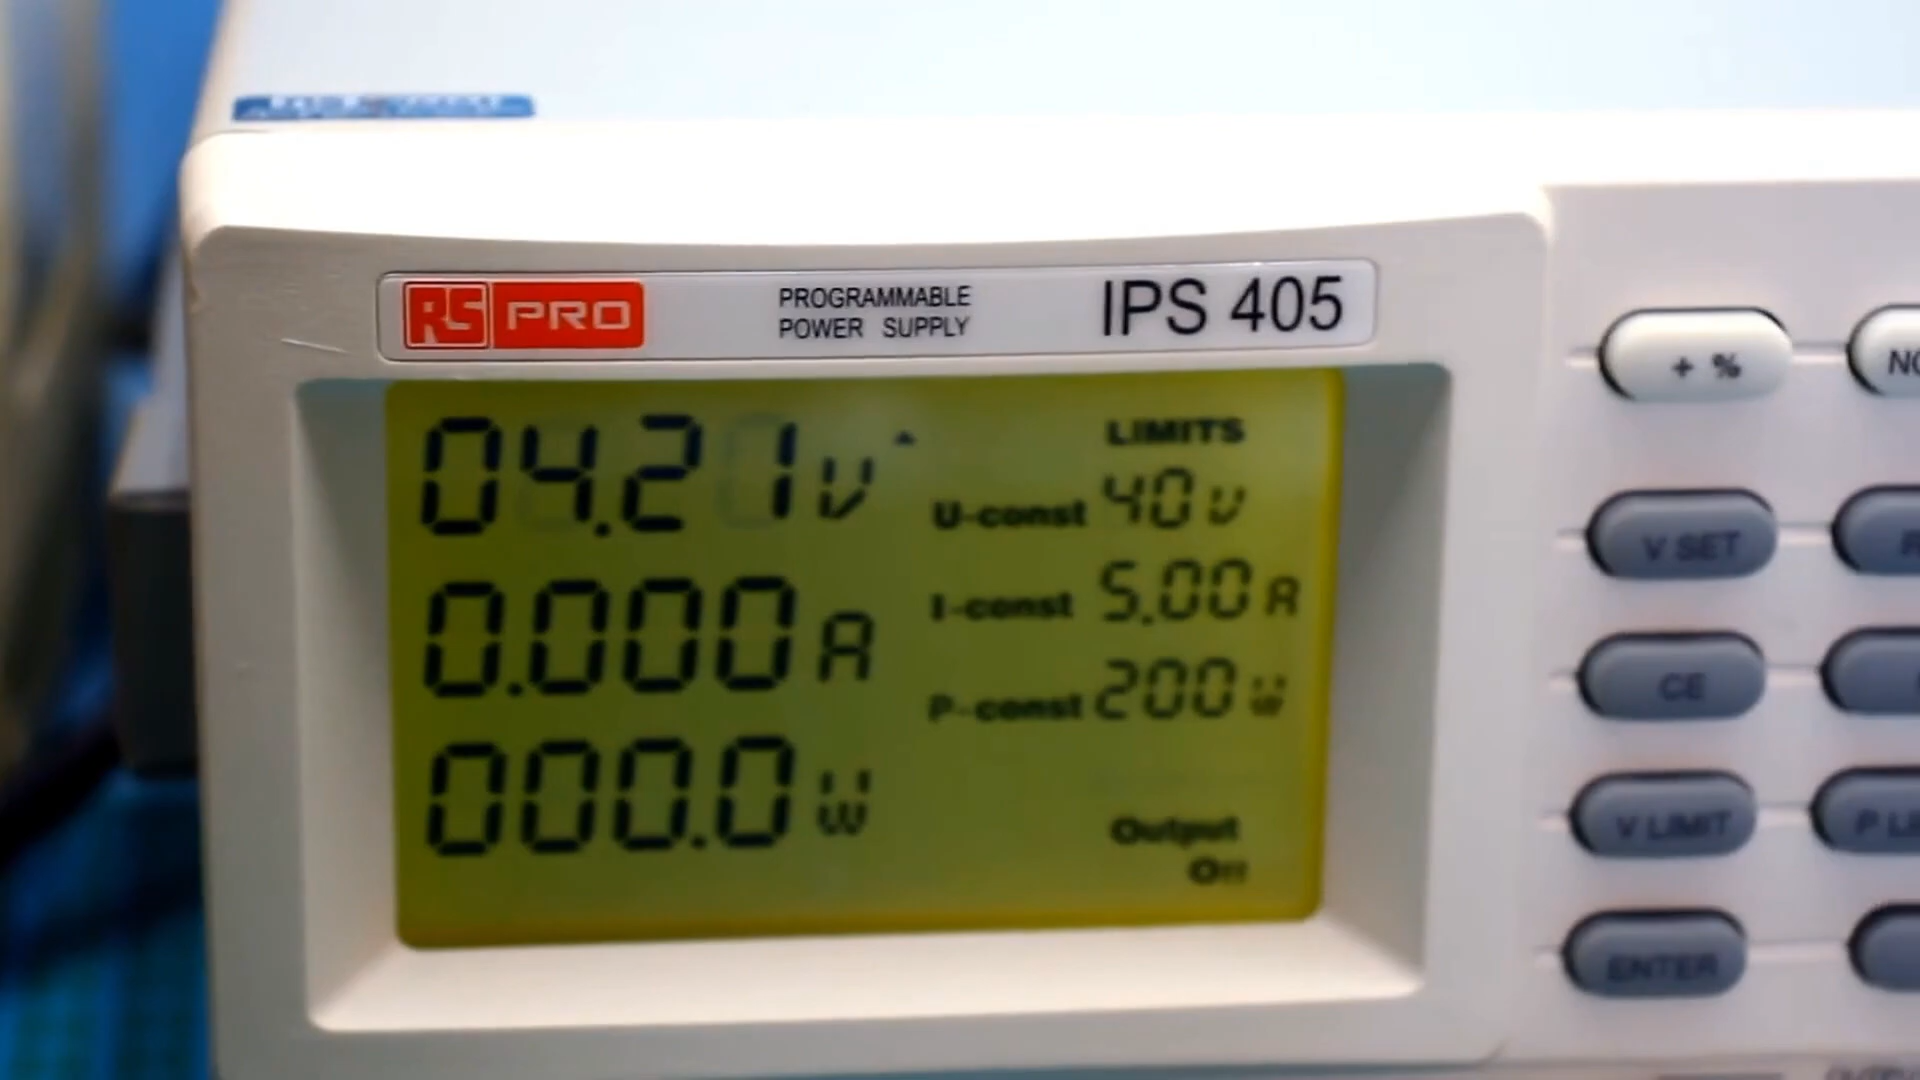 RS PRO
PROGRAMMABLE
POWER SUPPLY
IPS 405
04.21 V
0.000 A
000.0 W
LIMITS
U-const 40 V
I-const 5.00 A
P-const 200 W
Output
Off
+ %
V SET
CE
V LIMIT
ENTER